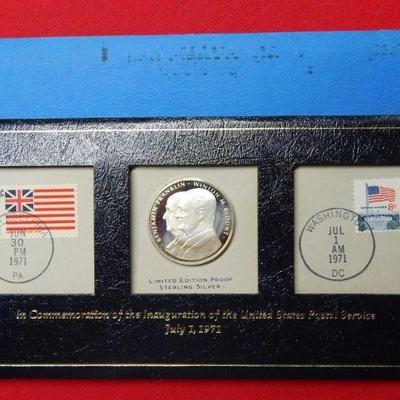 JUN
30
PM
1971
PA
BENJAMIN FRANKLIN - WINTON M. BLOUNT
LIMITED EDITION PROOF
STERLING SILVER
WASHINGTON
JUL
1
AM
1971
DC
8¢
In Commemoration of the Inauguration of the United States Postal Service
July 1, 1971